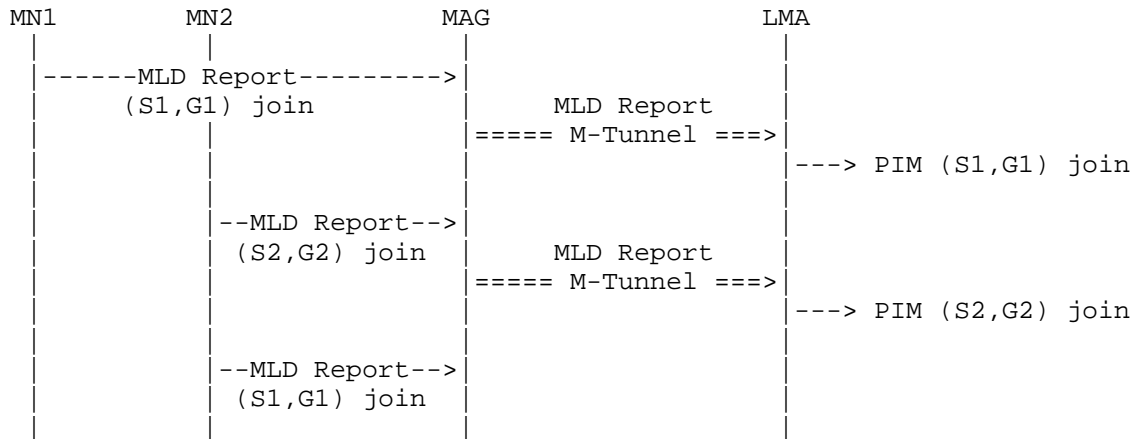 MN1 MN2 MAG LMA
------MLD Report--------->
(S1,G1) join MLD Report
===== M-Tunnel ===>
---> PIM (S1,G1) join
--MLD Report-->
(S2,G2) join MLD Report
===== M-Tunnel ===>
---> PIM (S2,G2) join
--MLD Report-->
(S1,G1) join